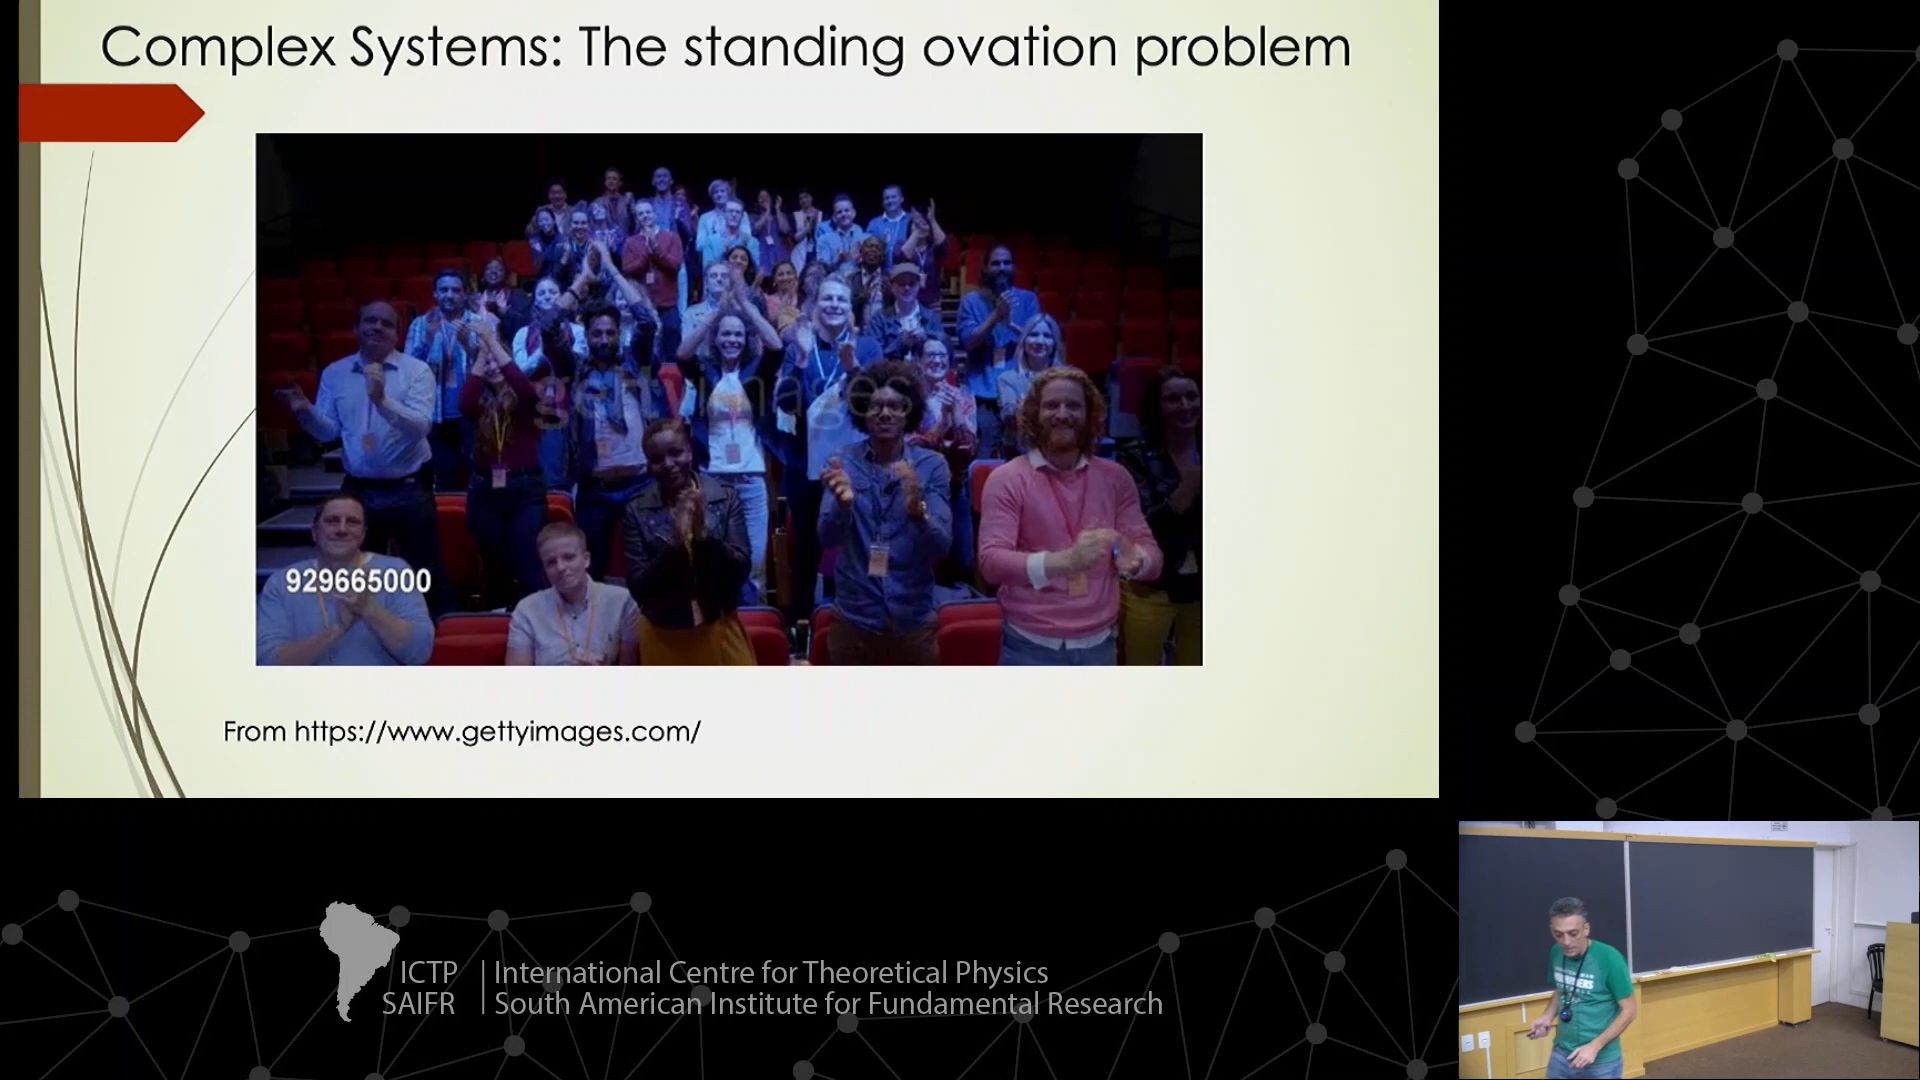 Complex Systems: The standing ovation problem
gettyimages
929665000
From https://www.gettyimages.com/
ICTP
SAIFR
International Centre for Theoretical Physics
South American Institute for Fundamental Research